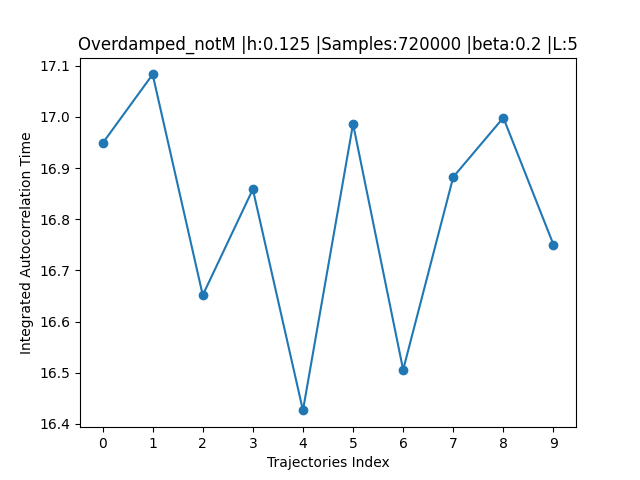 Overdamped_notM |h:0.125 |Samples:720000 |beta:0.2 |L:5
17.1
17.0
16.9
16.8
16.7
16.6
16.5
16.4
Integrated Autocorrelation Time
0 1 2 3 4 5 6 7 8 9
Trajectories Index